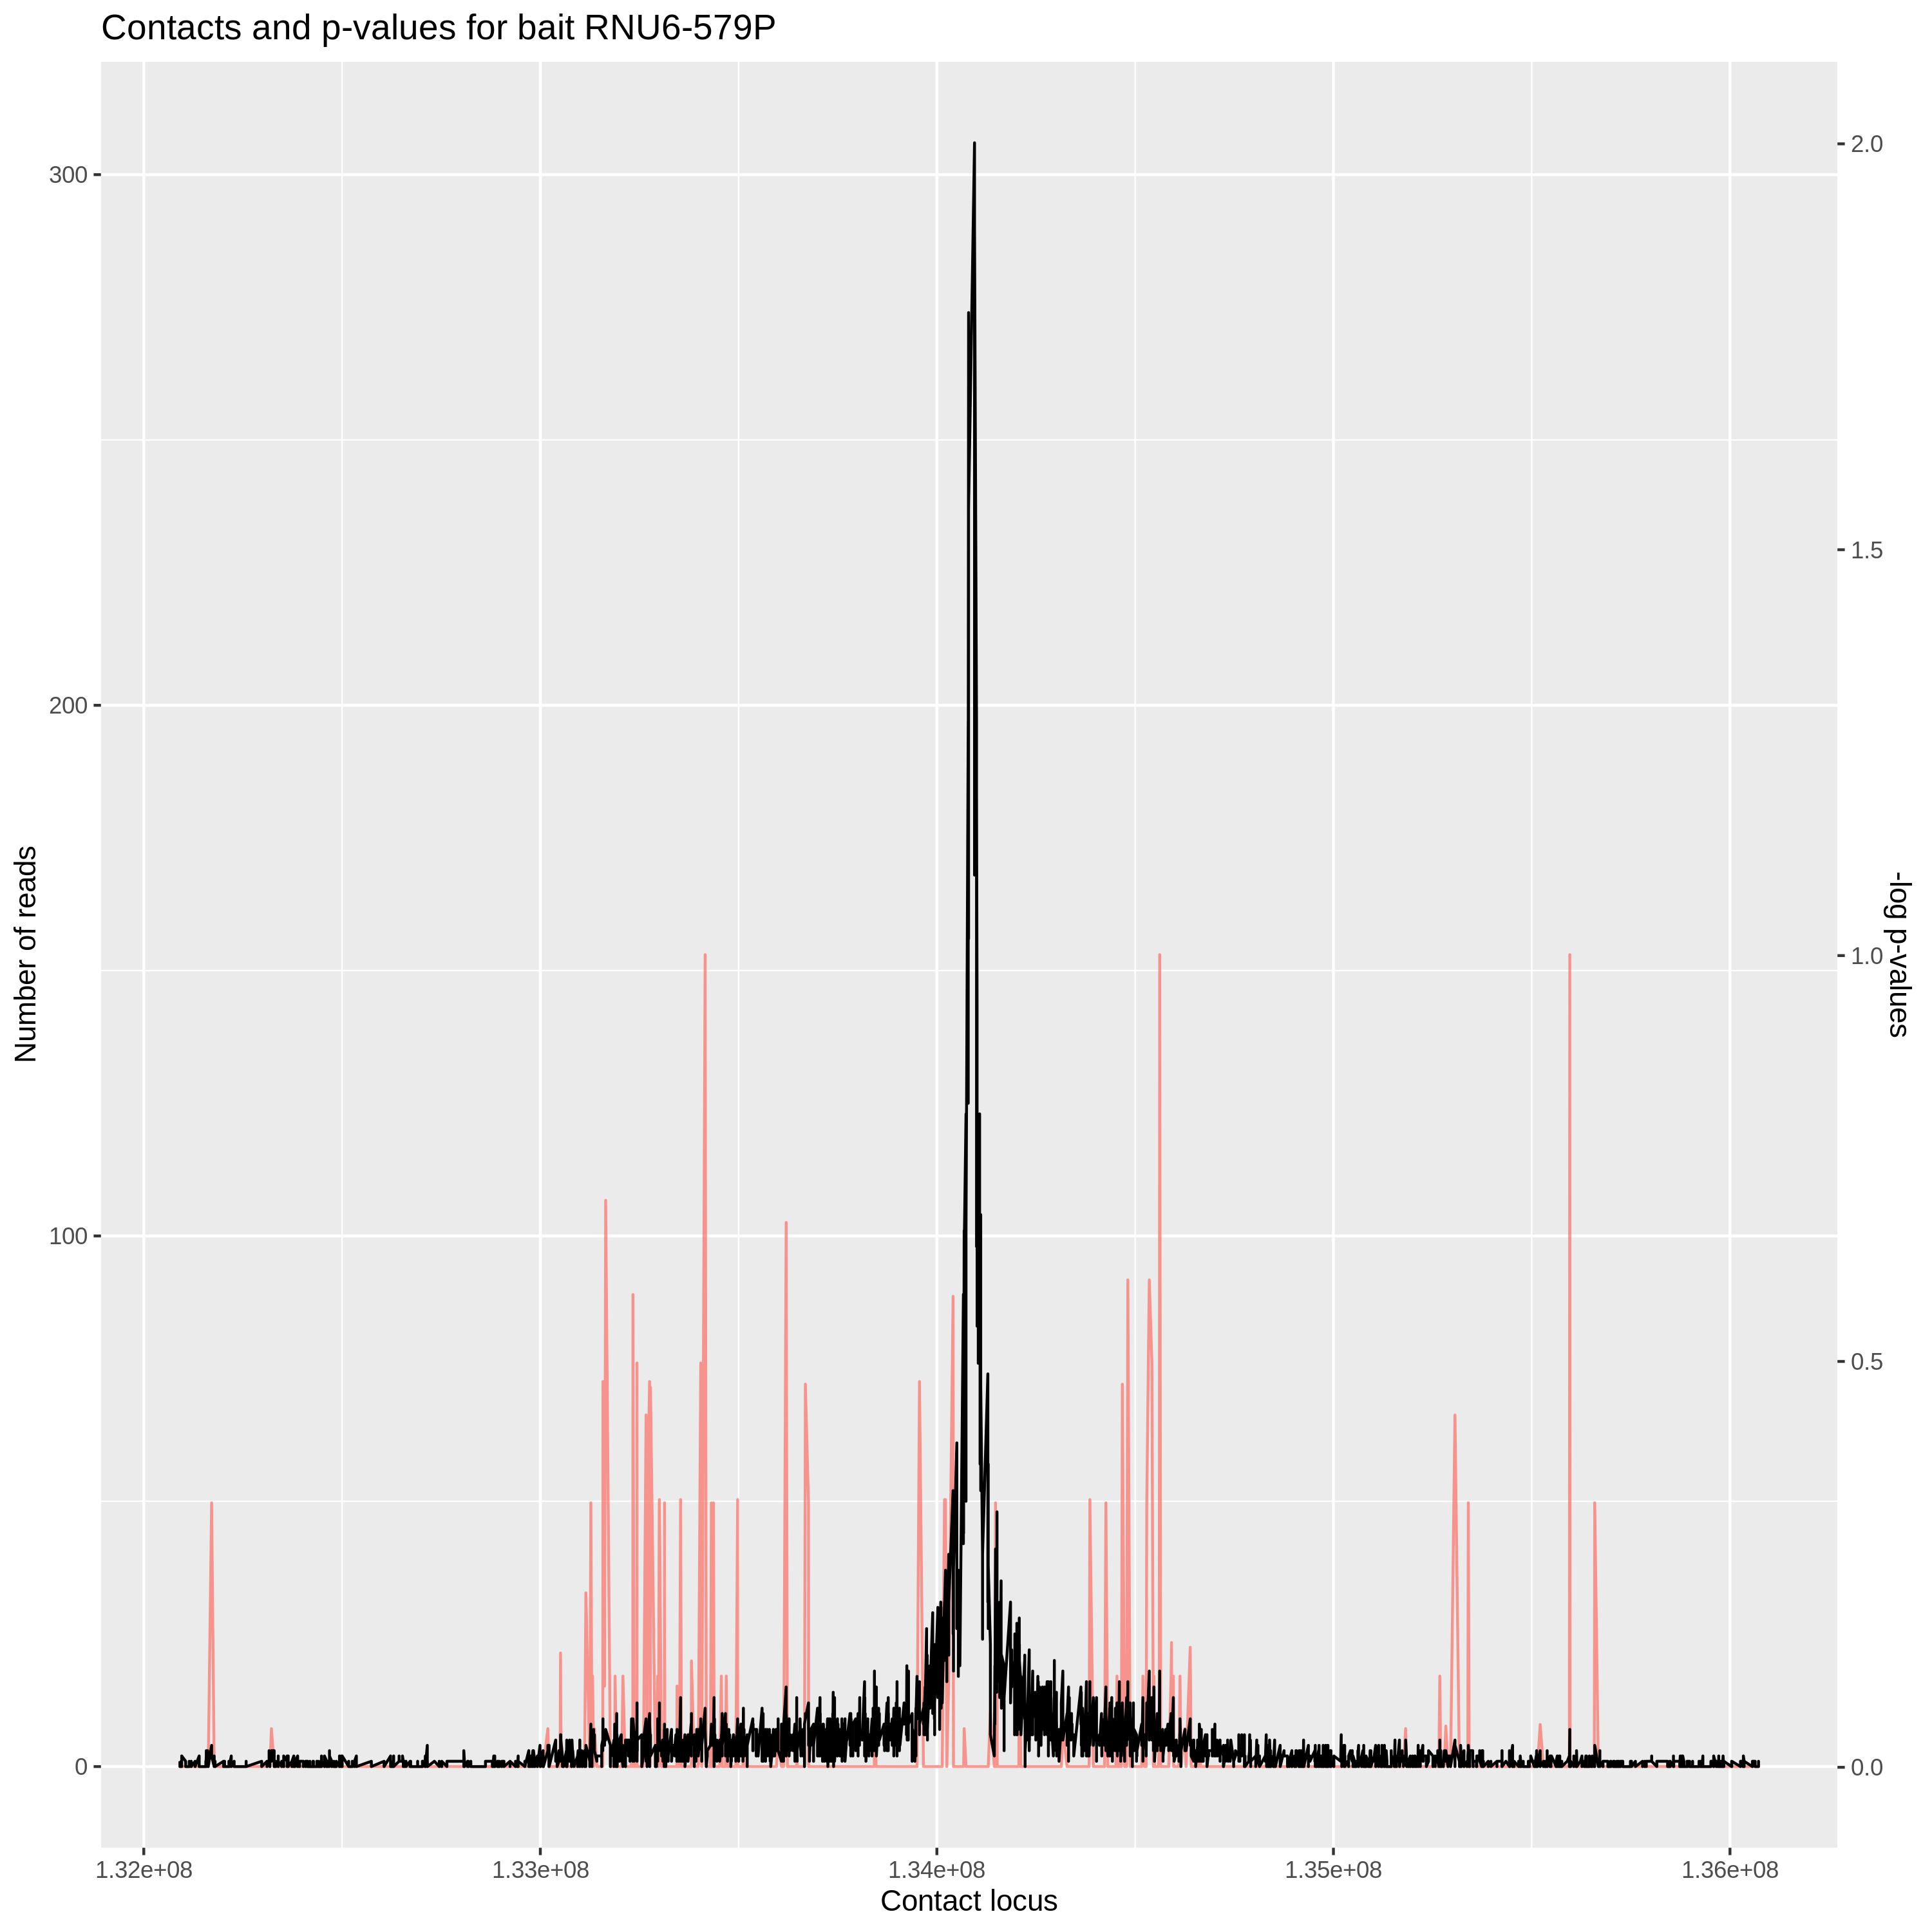 Contacts and p-values for bait RNU6-579P
300
200
100
0
Number of reads
2.0
1.5
1.0
0.5
0.0
-log p-values
1.32e+08
1.33e+08
1.34e+08
1.35e+08
1.36e+08
Contact locus